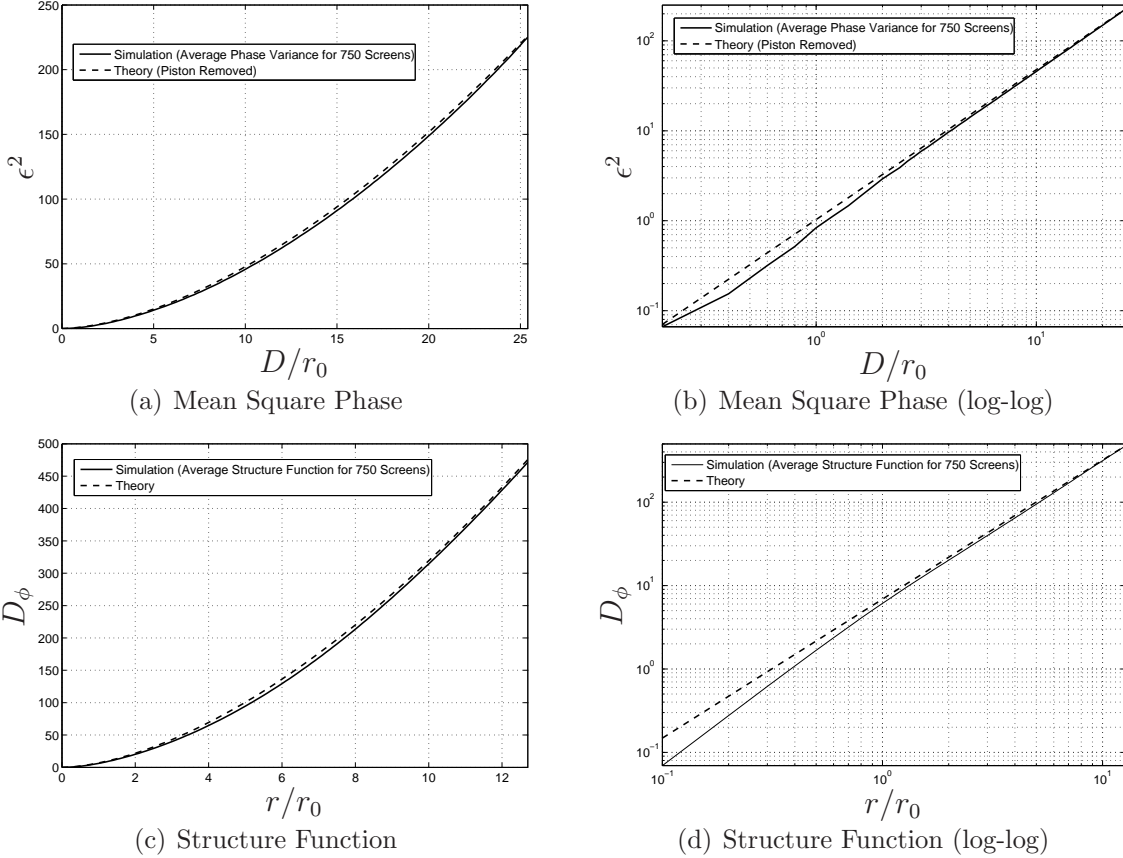 250
200
150
100
50
0
ϵ²
Simulation (Average Phase Variance for 750 Screens)
Theory (Piston Removed)
0 5 10 15 20 25
D/r₀
(a) Mean Square Phase
10²
10¹
10⁰
10⁻¹
ϵ²
Simulation (Average Phase Variance for 750 Screens)
Theory (Piston Removed)
10⁰ 10¹
D/r₀
(b) Mean Square Phase (log-log)
500
450
400
350
300
250
200
150
100
50
0
D_ϕ
Simulation (Average Structure Function for 750 Screens)
Theory
0 2 4 6 8 10 12
r/r₀
(c) Structure Function
10²
10¹
10⁰
10⁻¹
D_ϕ
Simulation (Average Structure Function for 750 Screens)
Theory
10⁻¹ 10⁰ 10¹
r/r₀
(d) Structure Function (log-log)